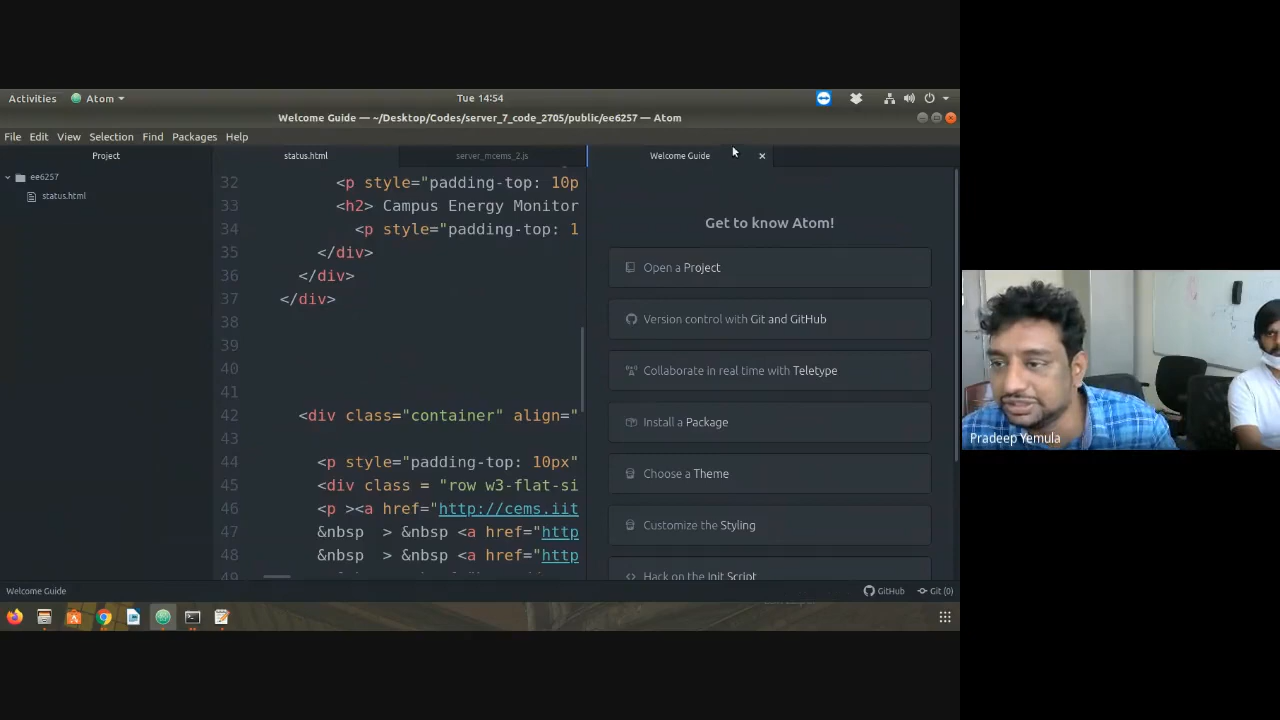 Activities
Atom
Tue 14:54
Welcome Guide — ~/Desktop/Codes/server_7_code_2705/public/ee6257 — Atom
File Edit View Selection Find Packages Help
Project
status.html
server_mcems_2.js
Welcome Guide
ee6257
status.html
32 <p style="padding-top: 10p
33 <h2> Campus Energy Monitor
34 <p style="padding-top: 1
35 </div>
36 </div>
37 </div>
38
39
40
41
42 <div class="container" align="
43
44 <p style="padding-top: 10px"
45 <div class = "row w3-flat-si
46 <p ><a href="http://cems.iit
47 &nbsp > &nbsp <a href="http
48 &nbsp > &nbsp <a href="http
49
Get to know Atom!
Open a Project
Version control with Git and GitHub
Collaborate in real time with Teletype
Install a Package
Choose a Theme
Customize the Styling
Hack on the Init Script
Welcome Guide
GitHub
Git (0)
Pradeep Yemula